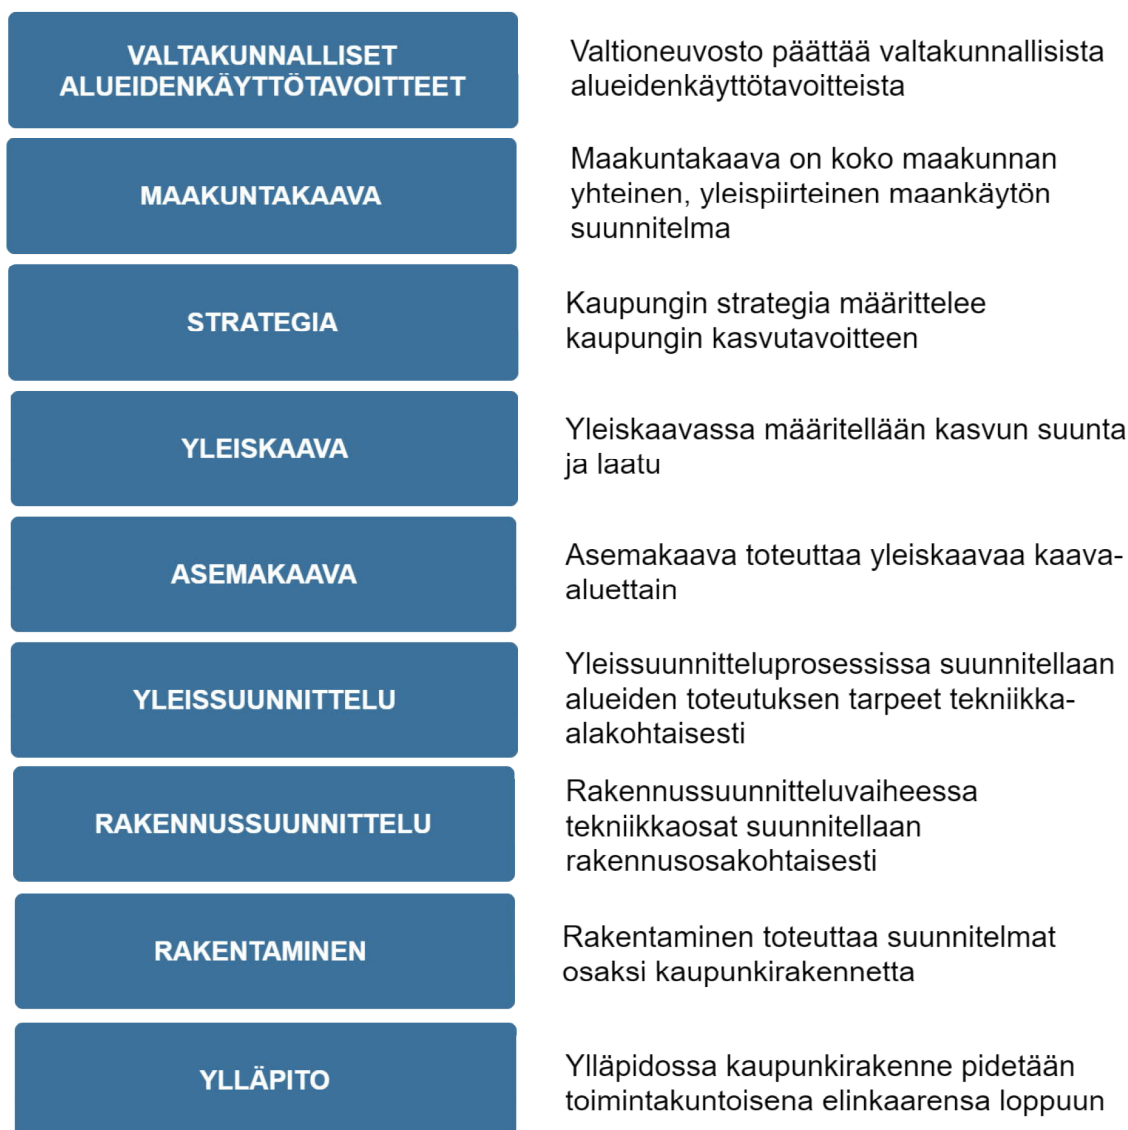 VALTAKUNNALLISET
ALUEIDENKÄYTTÖTAVOITTEET
Valtioneuvosto päättää valtakunnallisista
alueidenkäyttötavoitteista
MAAKUNTAKAAVA
Maakuntakaava on koko maakunnan
yhteinen, yleispiirteinen maankäytön
suunnitelma
STRATEGIA
Kaupungin strategia määrittelee
kaupungin kasvutavoitteen
YLEISKAAVA
Yleiskaavassa määritellään kasvun suunta
ja laatu
ASEMAKAAVA
Asemakaava toteuttaa yleiskaavaa kaava-
aluettain
YLEISSUUNNITTELU
Yleissuunnitteluprosessissa suunnitellaan
alueiden toteutuksen tarpeet tekniikka-
alakohtaisesti
RAKENNUSSUUNNITTELU
Rakennussuunnitteluvaiheessa
tekniikkaosat suunnitellaan
rakennusosakohtaisesti
RAKENTAMINEN
Rakentaminen toteuttaa suunnitelmat
osaksi kaupunkirakennetta
YLLÄPITO
Ylläpidossa kaupunkirakenne pidetään
toimintakuntoisena elinkaarensa loppuun